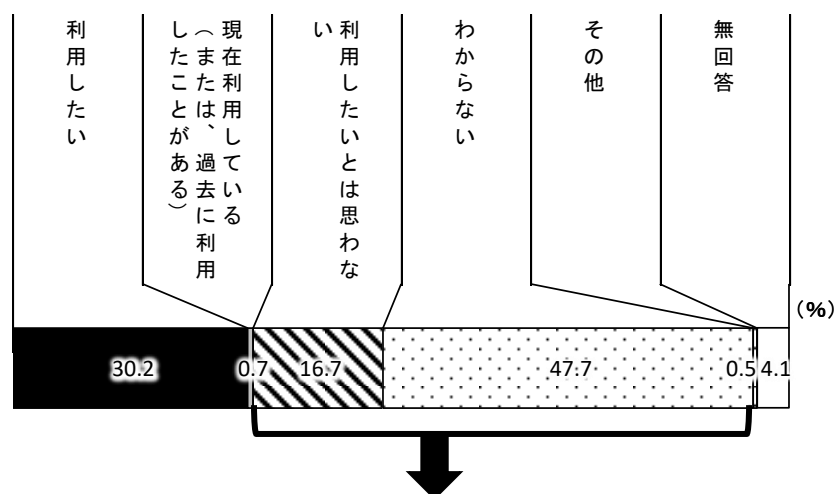 利用したい
現在利用している
（または、過去に利用
したことがある）
利用したいとは思わな
い
わからない
その他
無回答
(%)
30.2
0.7
16.7
47.7
0.5
4.1